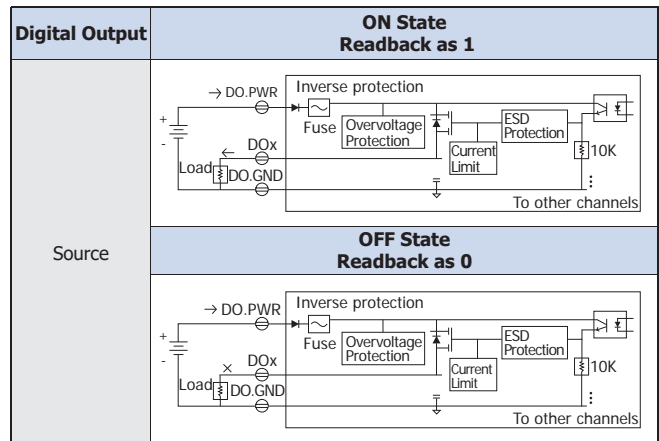 Digital Output
ON State
Readback as 1
Source
→ DO.PWR
Inverse protection
+
-
Fuse
Overvoltage
Protection
ESD
Protection
Current
Limit
10K
← DOx
Load
DO.GND
To other channels
OFF State
Readback as 0
→ DO.PWR
Inverse protection
+
-
Fuse
Overvoltage
Protection
ESD
Protection
Current
Limit
10K
× DOx
Load
DO.GND
To other channels